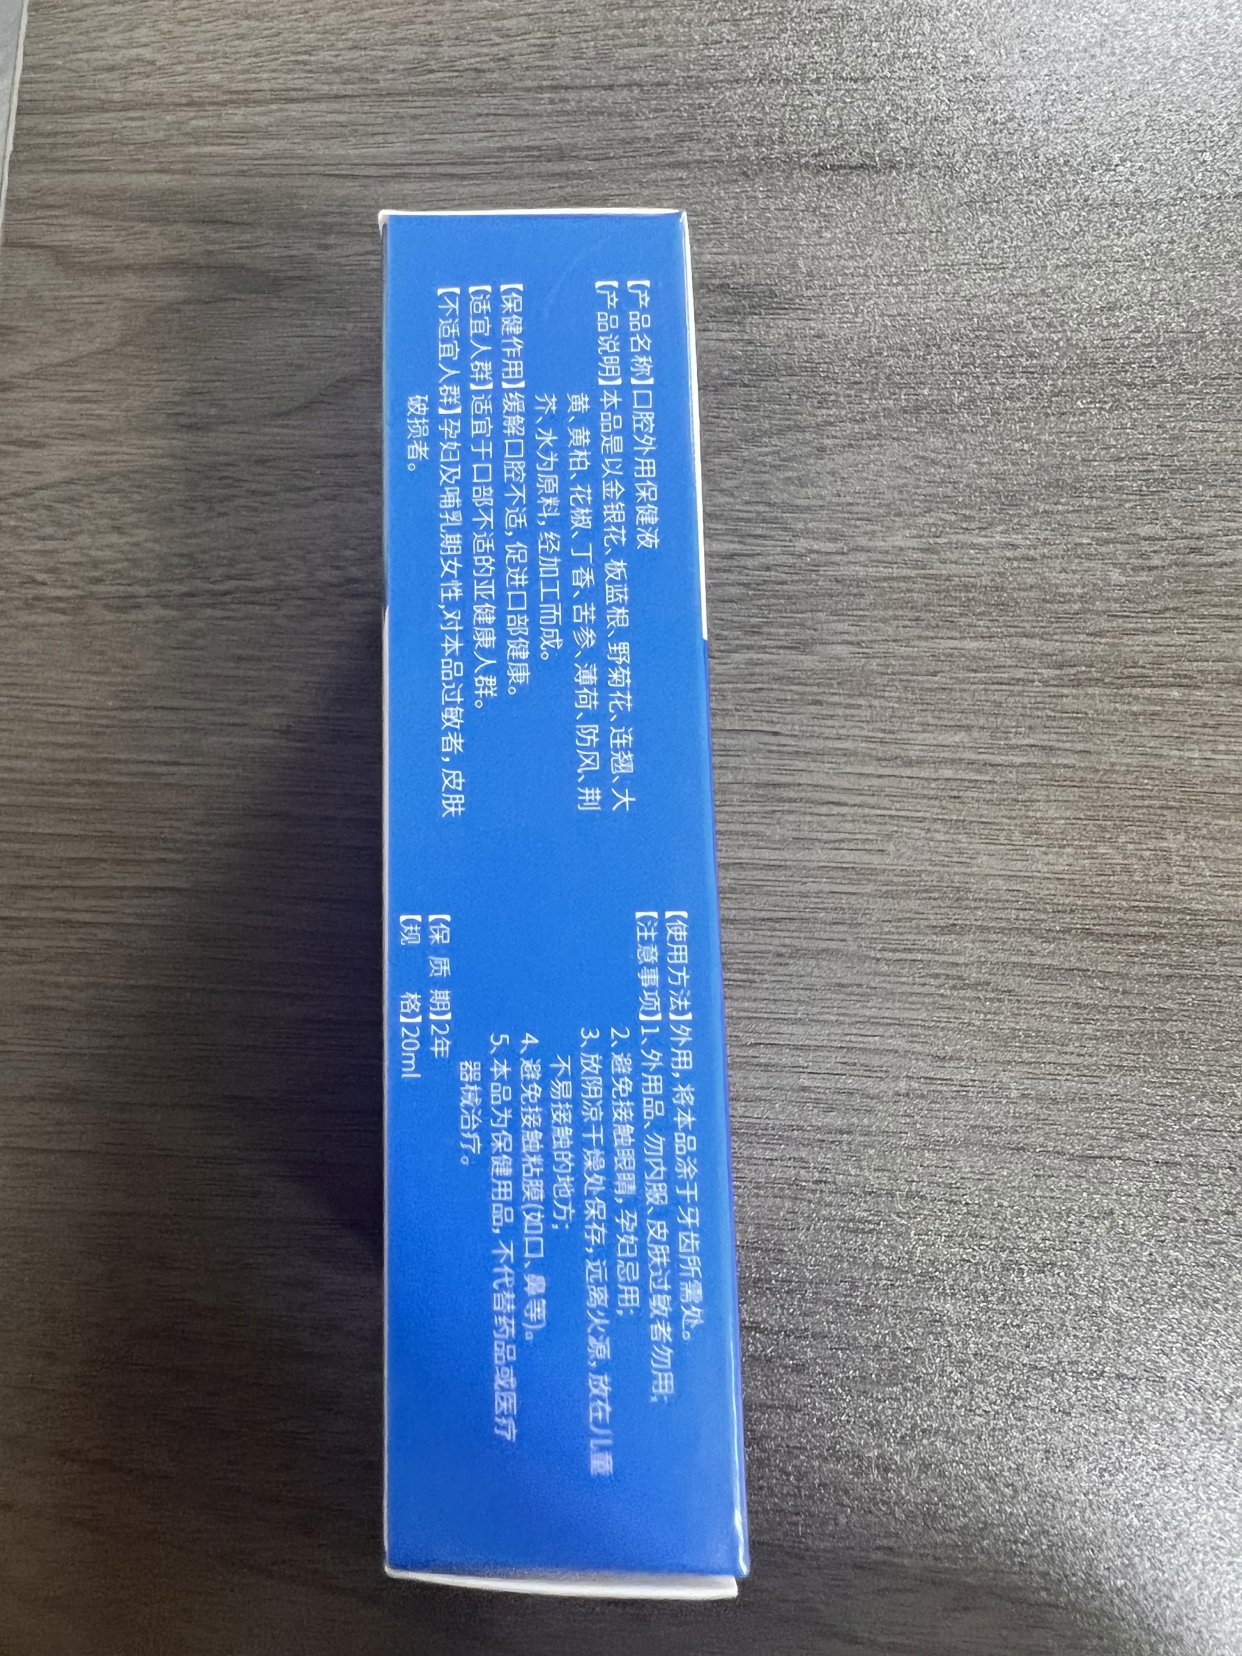 【产品名称】口腔外用保健液
【产品说明】本品是以金银花、板蓝根、野菊花、连翘、大
黄、黄柏、花椒、丁香、苦参、薄荷、防风、荆
芥、水为原料，经加工而成。
【保健作用】缓解口腔不适，促进口部健康。
【适宜人群】适宜于口部不适的亚健康人群。
【不适宜人群】孕妇及哺乳期女性，对本品过敏者，皮肤
破损者。
【使用方法】外用，将本品涂于牙齿所需处。
【注意事项】1、外用品、勿内服、皮肤过敏者勿用；
2、避免接触眼睛，孕妇忌用；
3、放阴凉干燥处保存，远离火源，放在儿童
不易接触的地方；
4、避免接触粘膜(如口、鼻等)。
5、本品为保健用品，不代替药品或医疗
器械治疗。
【保 质 期】2年
【规 格】20ml